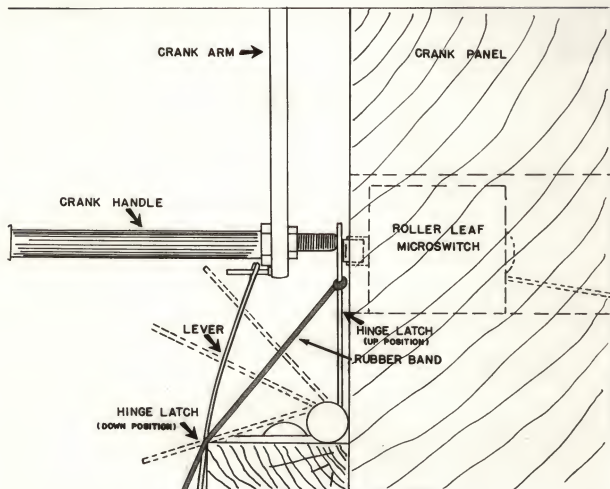 CRANK ARM
CRANK PANEL
CRANK HANDLE
ROLLER LEAF
MICROSWITCH
LEVER
HINGE LATCH
(UP POSITION)
RUBBER BAND
HINGE LATCH
(DOWN POSITION)